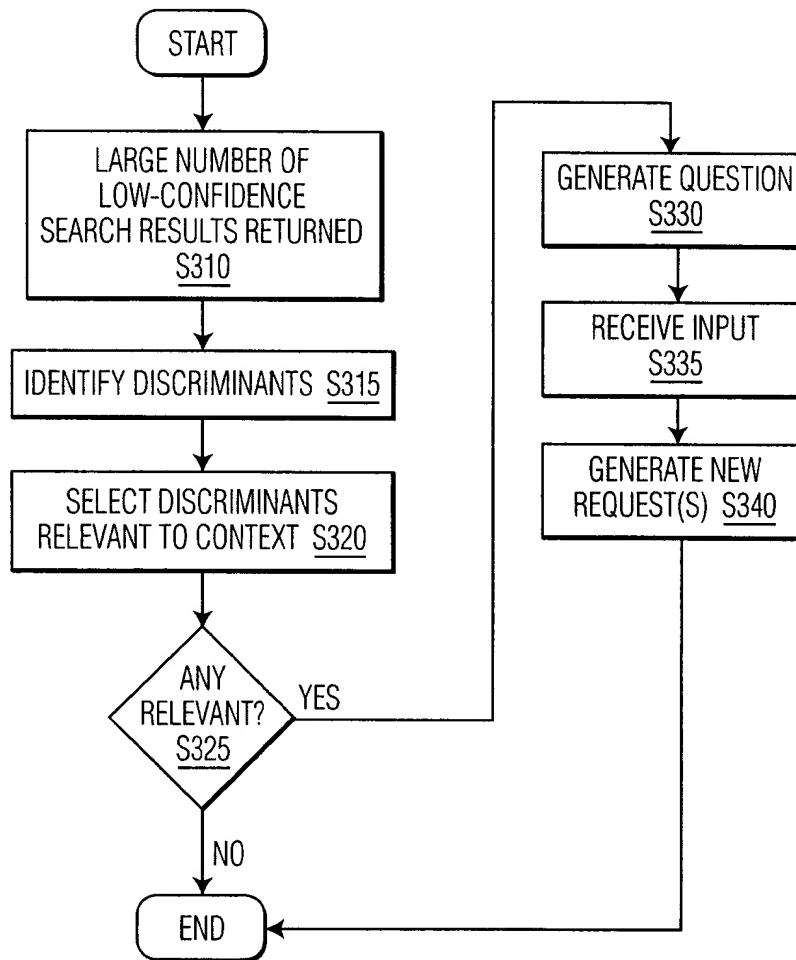 START
LARGE NUMBER OF
LOW-CONFIDENCE
SEARCH RESULTS RETURNED
S310
IDENTIFY DISCRIMINANTS S315
SELECT DISCRIMINANTS
RELEVANT TO CONTEXT S320
ANY
RELEVANT?
S325
YES
NO
END
GENERATE QUESTION
S330
RECEIVE INPUT
S335
GENERATE NEW
REQUEST(S) S340